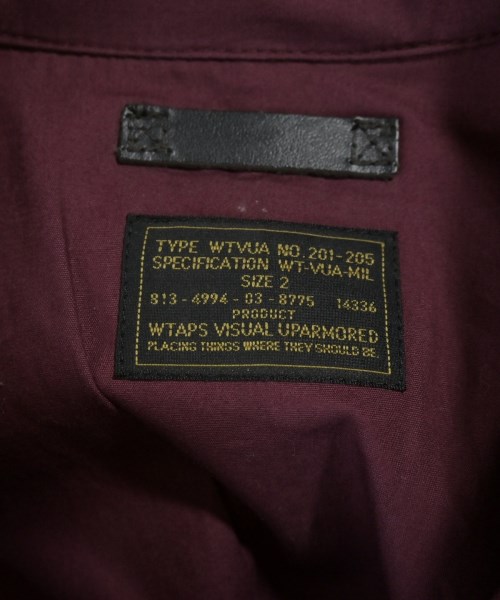 TYPE WTVUA NO.201-205
SPECIFICATION WT-VUA-MIL
SIZE 2
813-4994-03-8775 14336
PRODUCT
WTAPS VISUAL UPARMORED
PLACING THINGS WHERE THEY SHOULD BE.